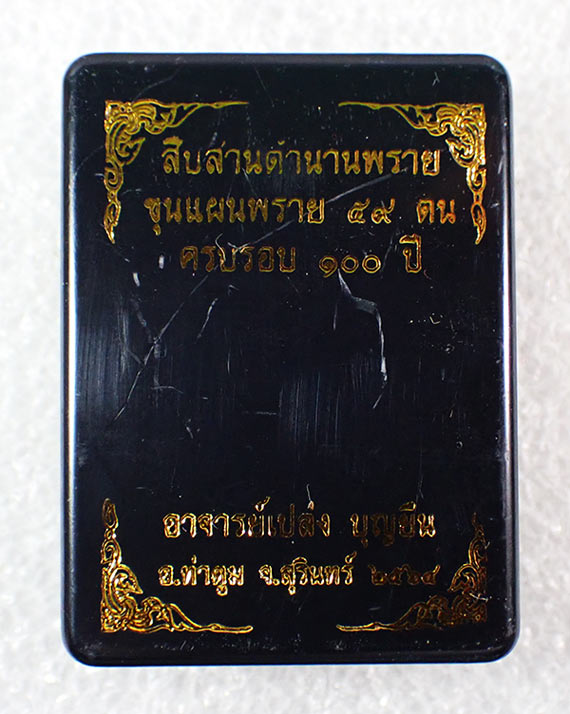 สืบสานตำนานพราย
ขุนแผนพราย ๕๙ ตน
ครบรอบ ๑๐๐ ปี
อาจารย์เปล่ง บุญยืน
อ.ท่าตูม จ.สุรินทร์ ๒๕๖๔